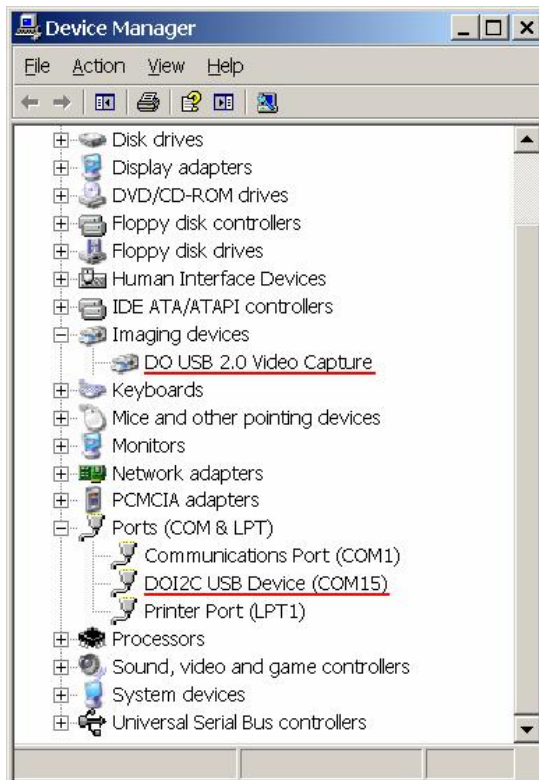 Device Manager
File Action View Help
Disk drives
Display adapters
DVD/CD-ROM drives
Floppy disk controllers
Floppy disk drives
Human Interface Devices
IDE ATA/ATAPI controllers
Imaging devices
DO USB 2.0 Video Capture
Keyboards
Mice and other pointing devices
Monitors
Network adapters
PCMCIA adapters
Ports (COM & LPT)
Communications Port (COM1)
DOI2C USB Device (COM15)
Printer Port (LPT1)
Processors
Sound, video and game controllers
System devices
Universal Serial Bus controllers